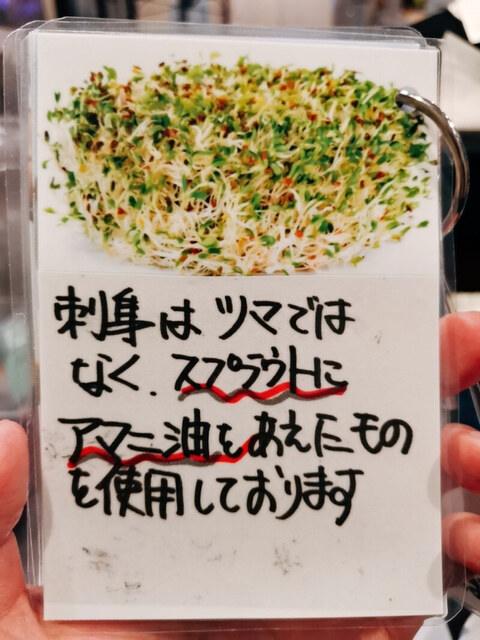 刺身はツマでは
なく、スプラウトに
アマニ油をあえたもの
を使用しております